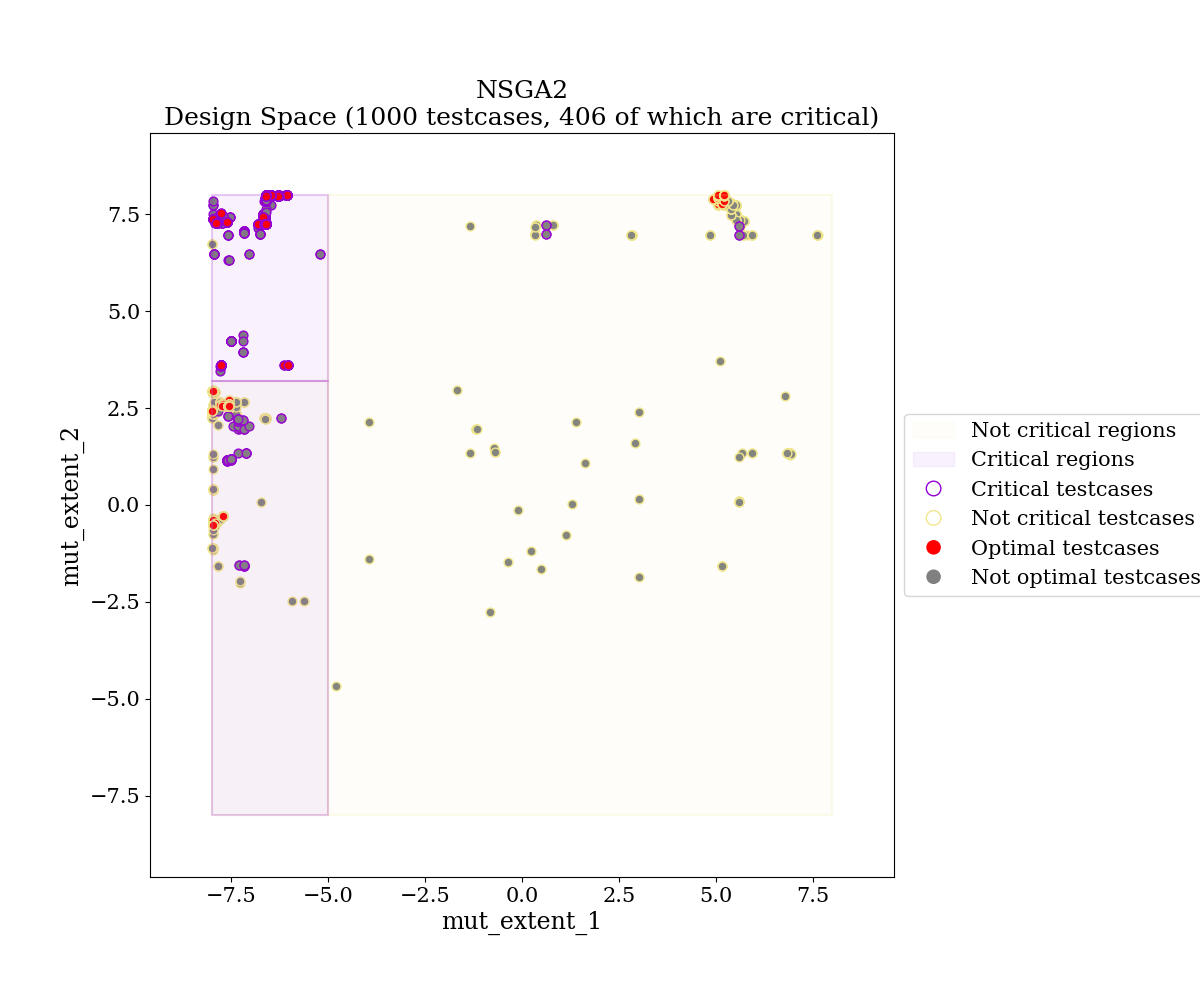 NSGA2
Design Space (1000 testcases, 406 of which are critical)
7.5
5.0
2.5
0.0
−2.5
−5.0
−7.5
mut_extent_2
−7.5 −5.0 −2.5 0.0 2.5 5.0 7.5
mut_extent_1
Not critical regions
Critical regions
Critical testcases
Not critical testcases
Optimal testcases
Not optimal testcases